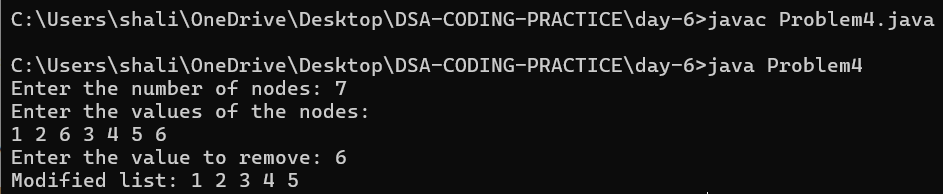 C:\Users\shali\OneDrive\Desktop\DSA-CODING-PRACTICE\day-6>javac Problem4.java
C:\Users\shali\OneDrive\Desktop\DSA-CODING-PRACTICE\day-6>java Problem4
Enter the number of nodes: 7
Enter the values of the nodes:
1 2 6 3 4 5 6
Enter the value to remove: 6
Modified list: 1 2 3 4 5